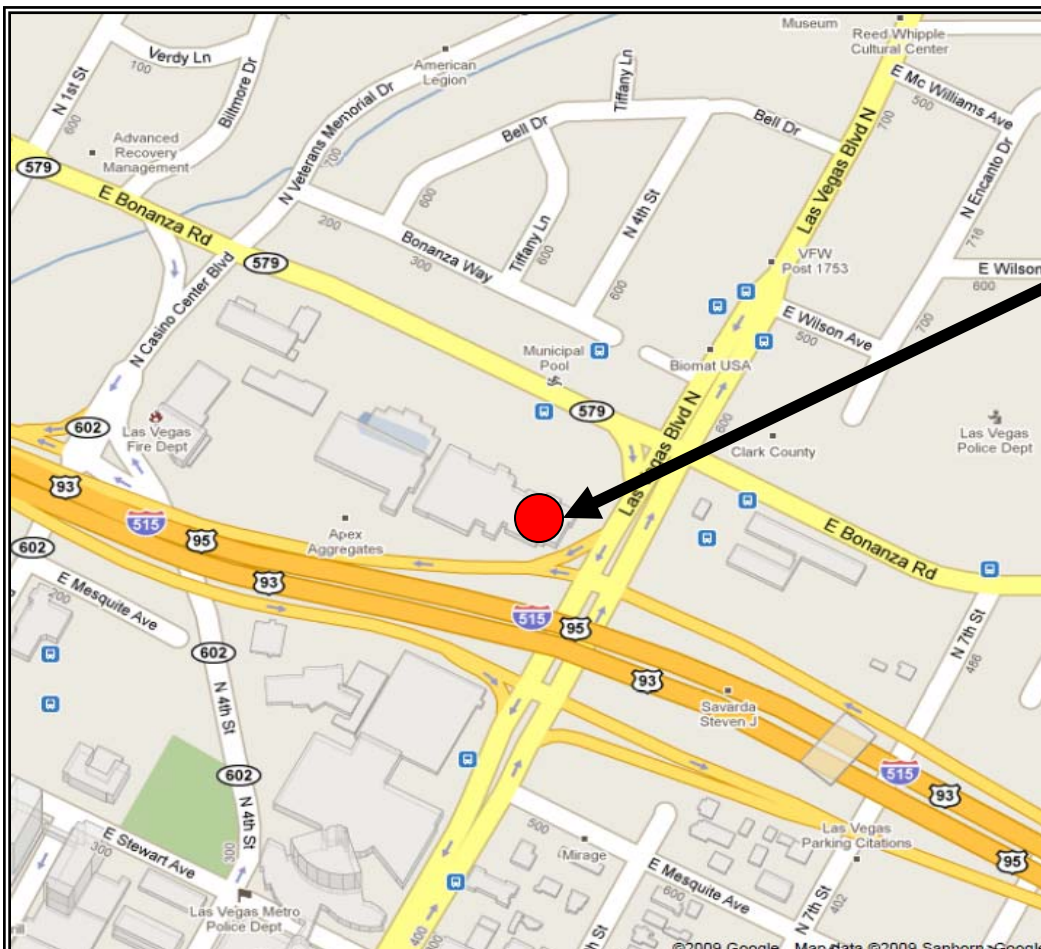 Museum
Reed Whipple
Cultural Center
Verdy Ln
100
American
Legion
Tiffany Ln
E Mc Williams Ave
500
N 1st St
600
Biltmore Dr
N Veterans Memorial Dr
700
Bell Dr
Bell Dr
700
Las Vegas Blvd N
N Encanto Dr
716
Advanced
Recovery
Management
579
E Bonanza Rd
600
200
Bonanza Way
300
Tiffany Ln
600
N 4th St
600
VFW
Post 1753
E Wilson
600
579
N Casino Center Blvd
E Wilson Ave
500
700
Municipal
Pool
Biomat USA
579
600
602
Las Vegas
Fire Dept
Las Vegas Blvd N
Clark County
Las Vegas
Police Dept
93
515
95
Apex
Aggregates
E Bonanza Rd
602
93
E Mesquite Ave
200
515
95
602
93
N 7th St
486
N 4th St
Savarda
Steven J
602
515
93
N 4th St
300
E Stewart Ave
300
500
Mirage
Las Vegas
Parking Citations
95
E Mesquite Ave
600
N 7th St
402
Las Vegas Metro
Police Dept
400
th St
©2009 Google - Map data ©2009 Sanborn, Google